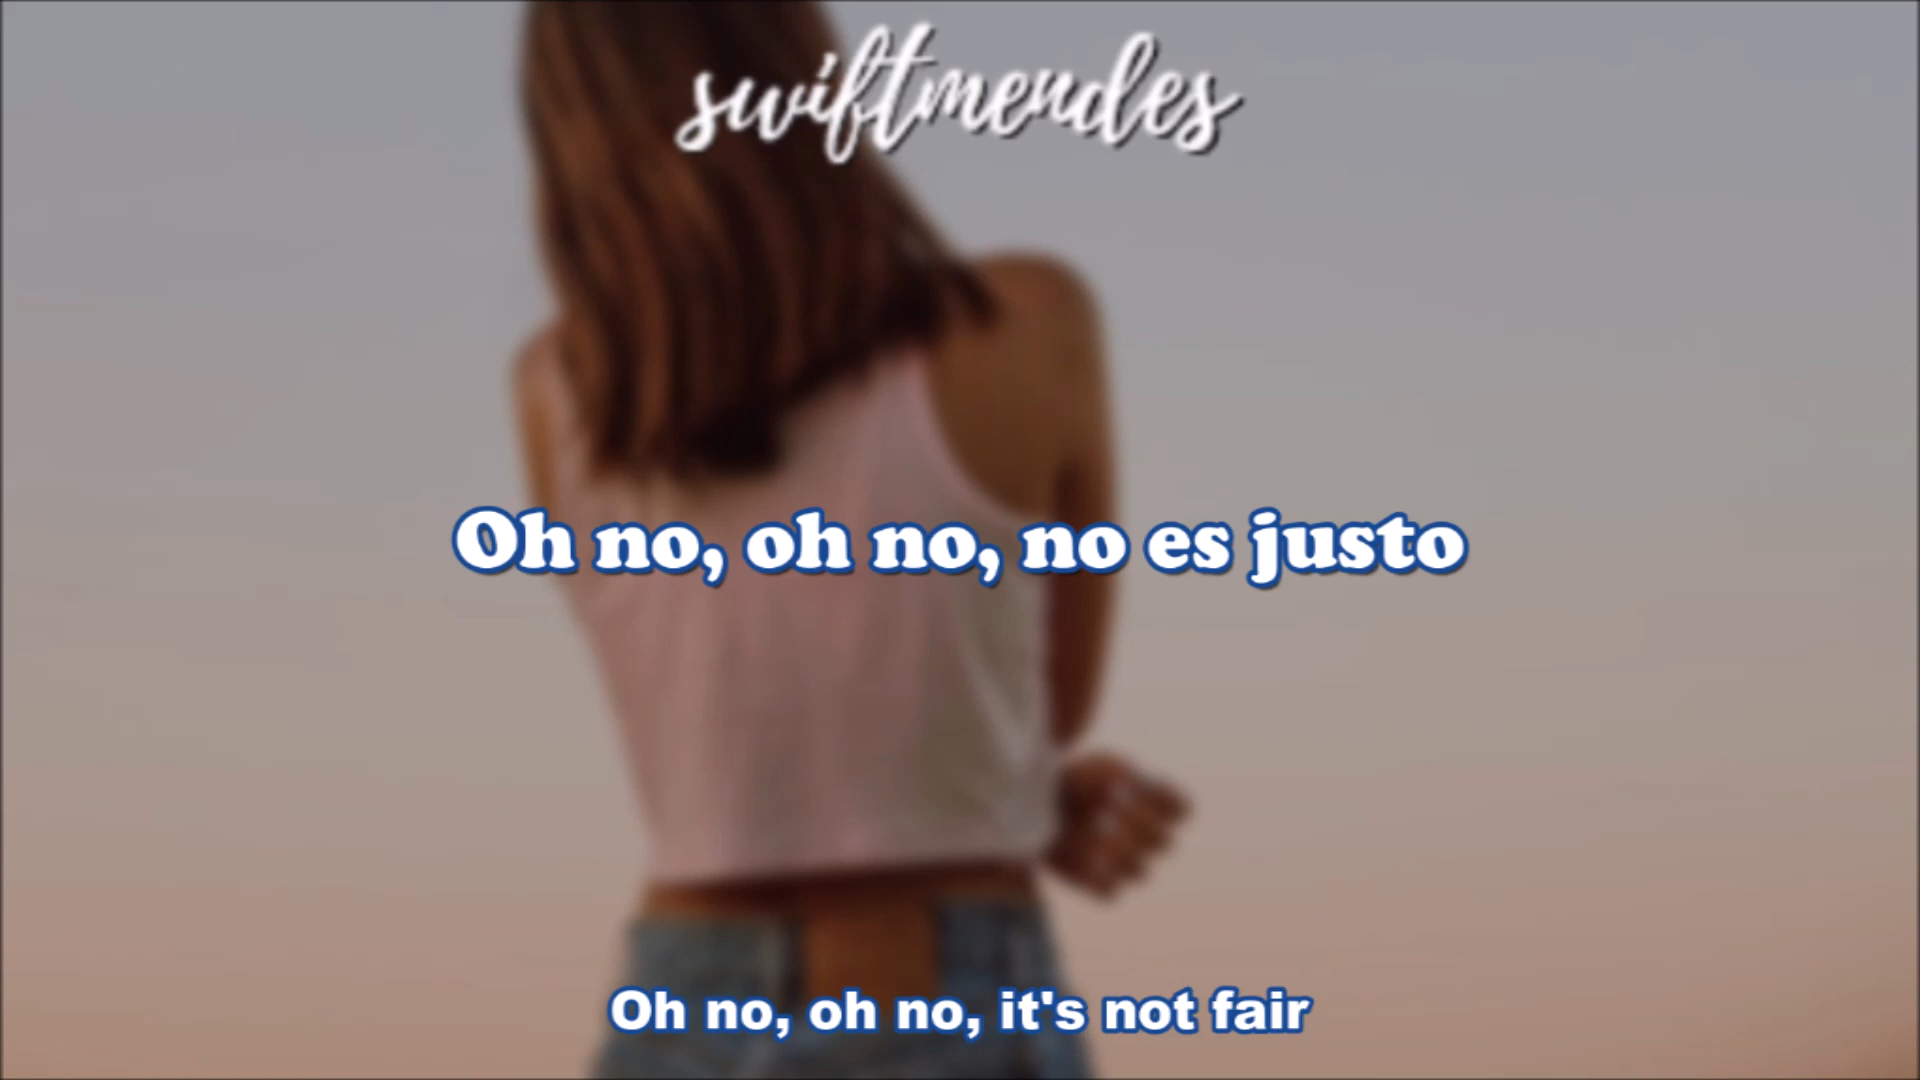 swiftmendes
Oh no, oh no, no es justo
Oh no, oh no, it's not fair